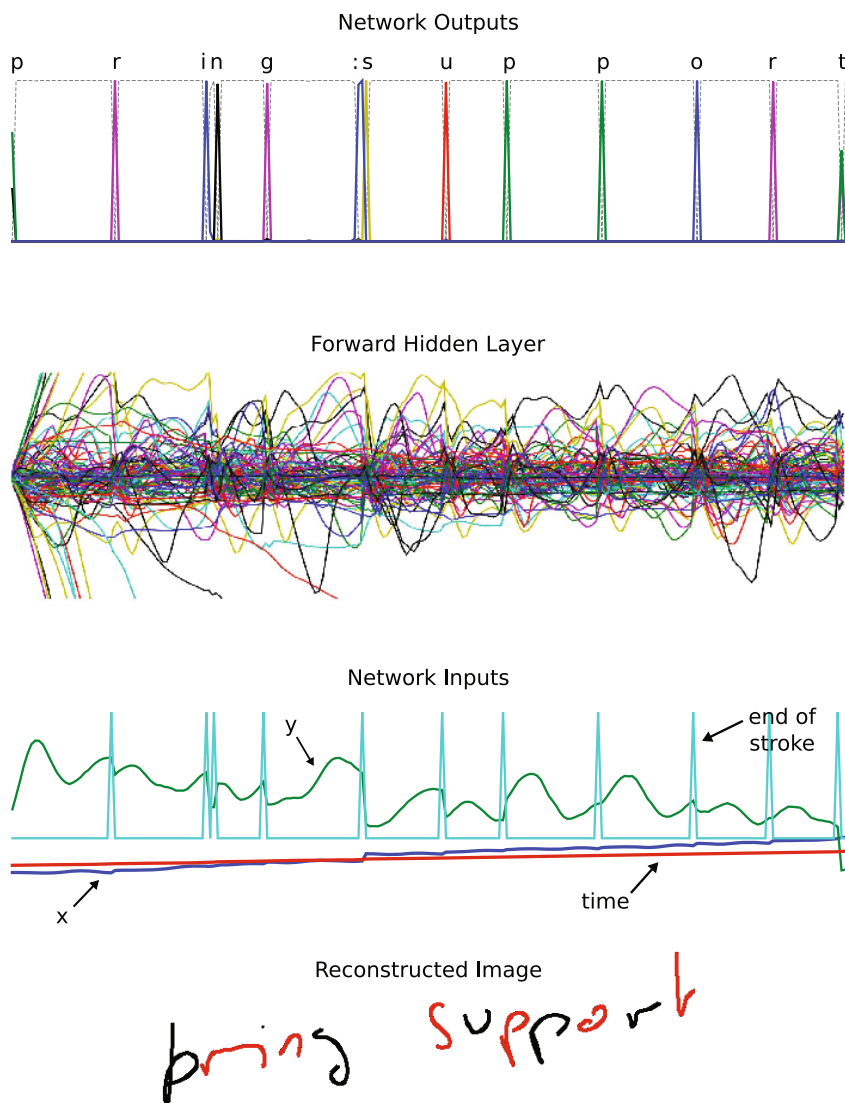 Network Outputs
p r i n g : s u p p o r t
Forward Hidden Layer
Network Inputs
y
end of
stroke
x
time
Reconstructed Image
bring support